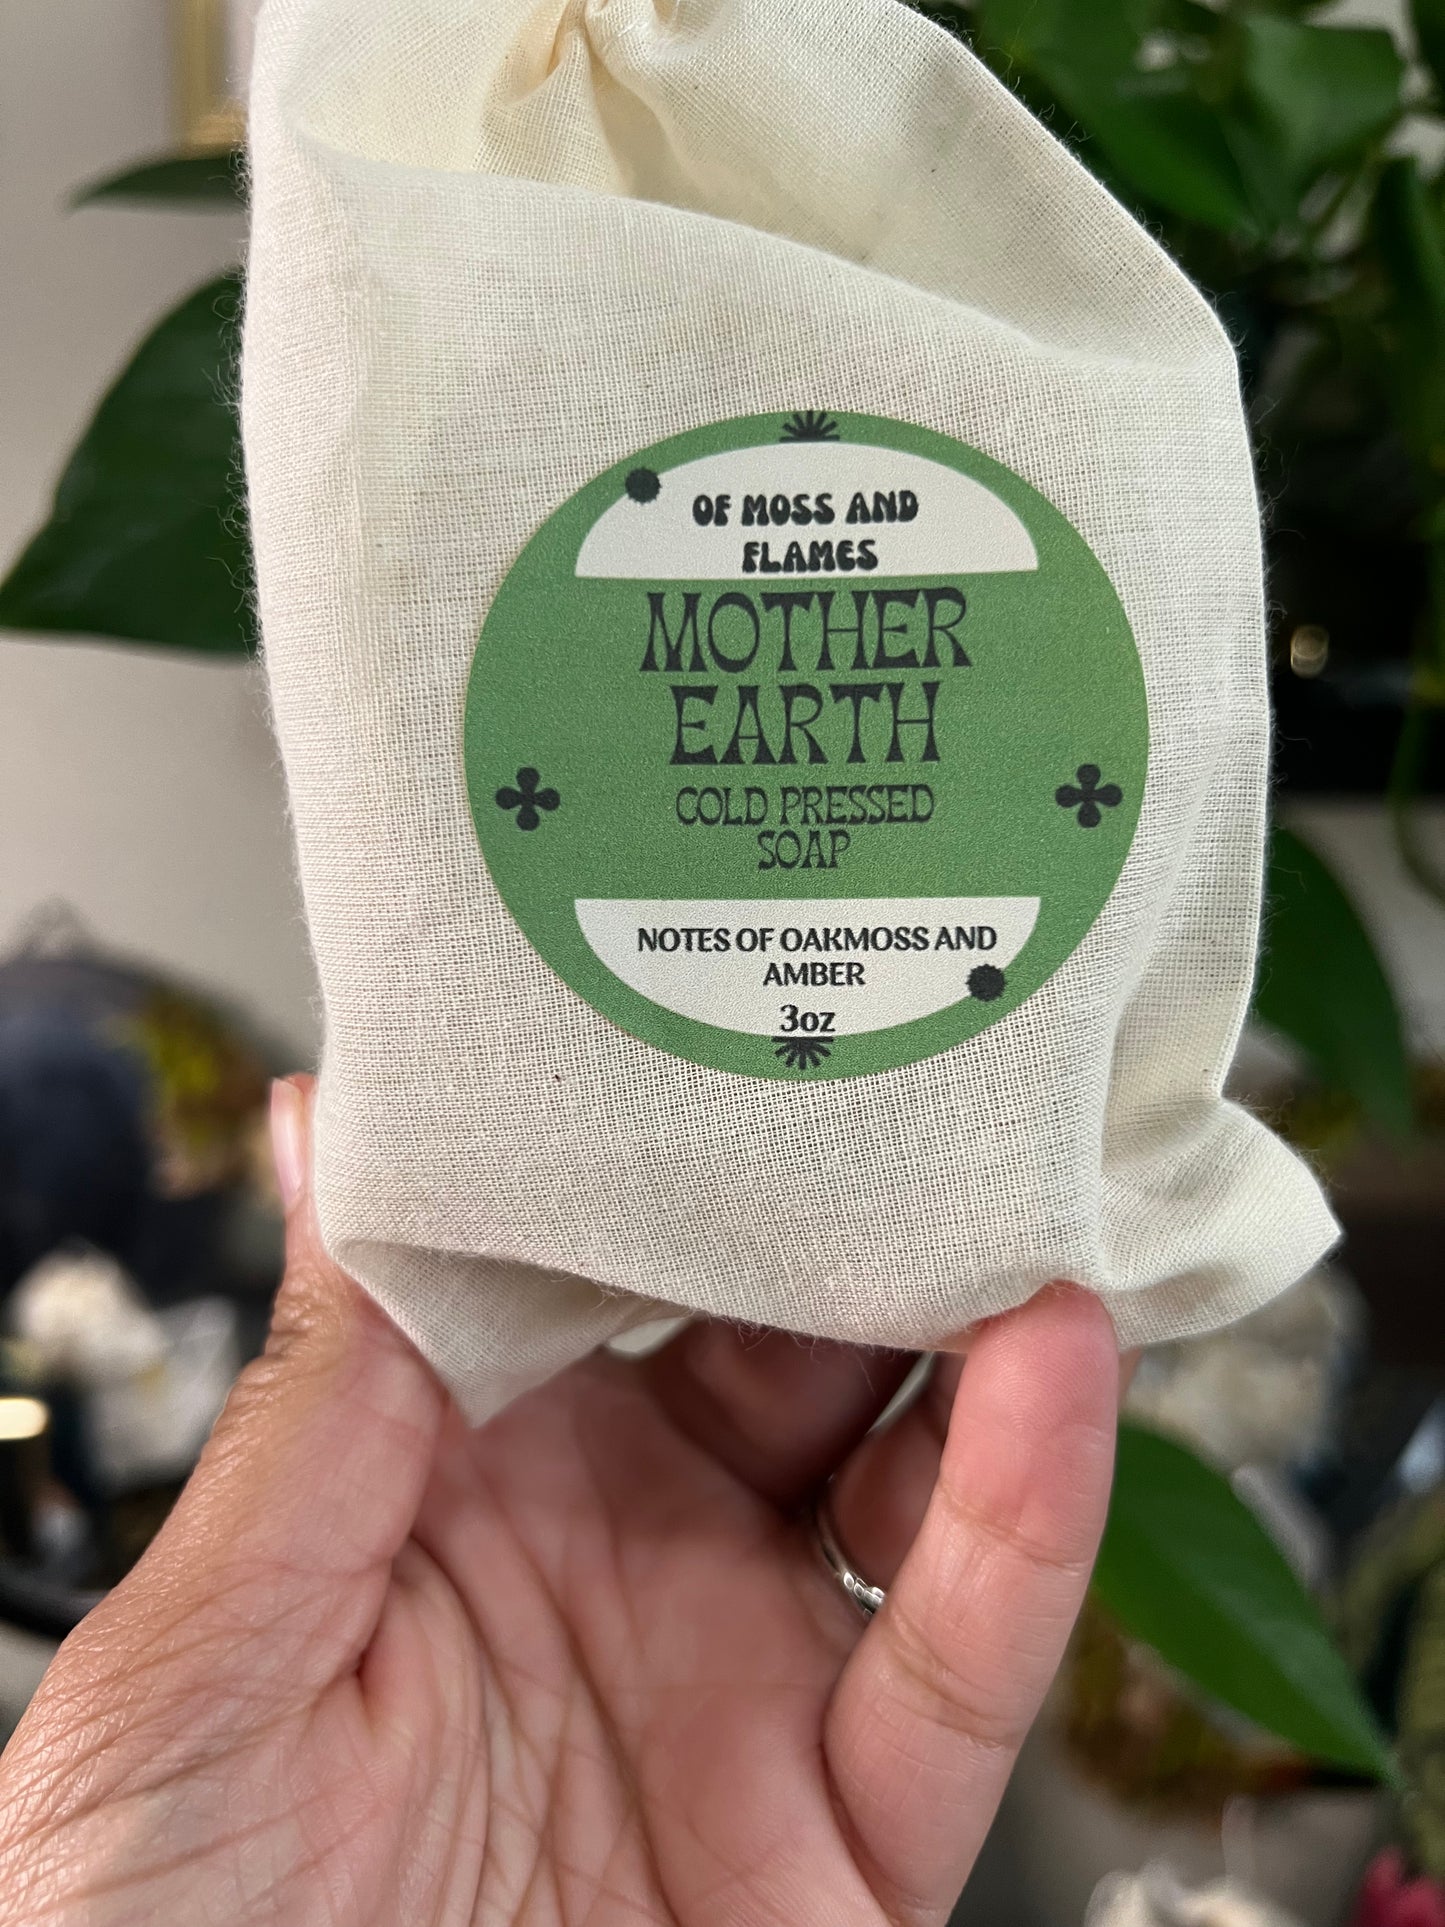 OF MOSS AND
FLAMES
MOTHER
EARTH
COLD PRESSED
SOAP
NOTES OF OAKMOSS AND
AMBER
3oz